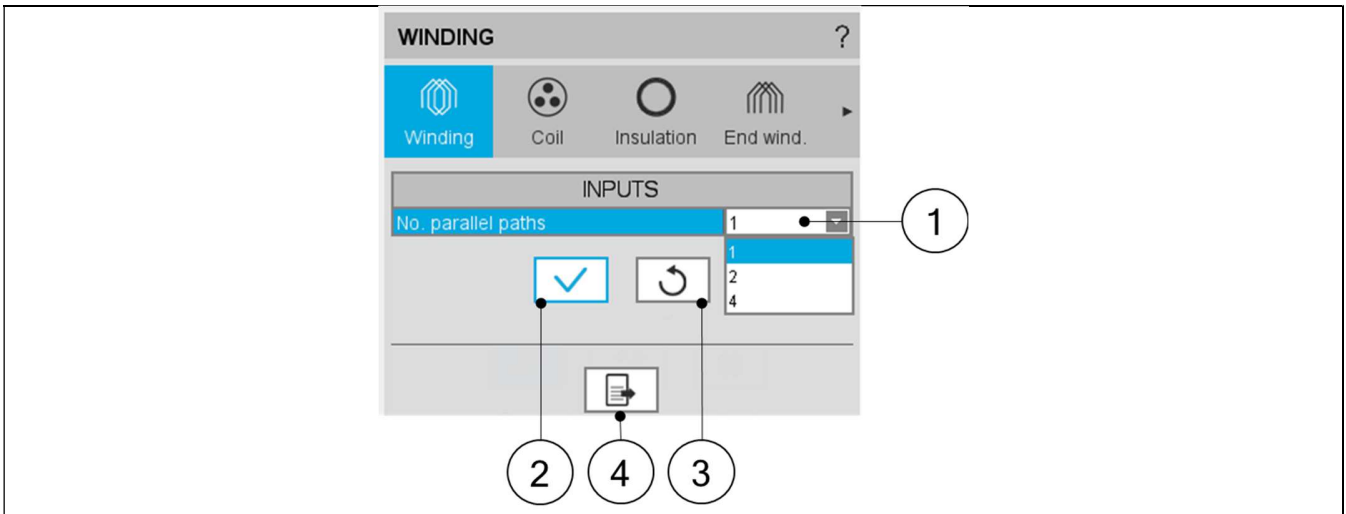 WINDING ?
Winding Coil Insulation End wind.
INPUTS
No. parallel paths 1
1
1
2
4
2 4 3